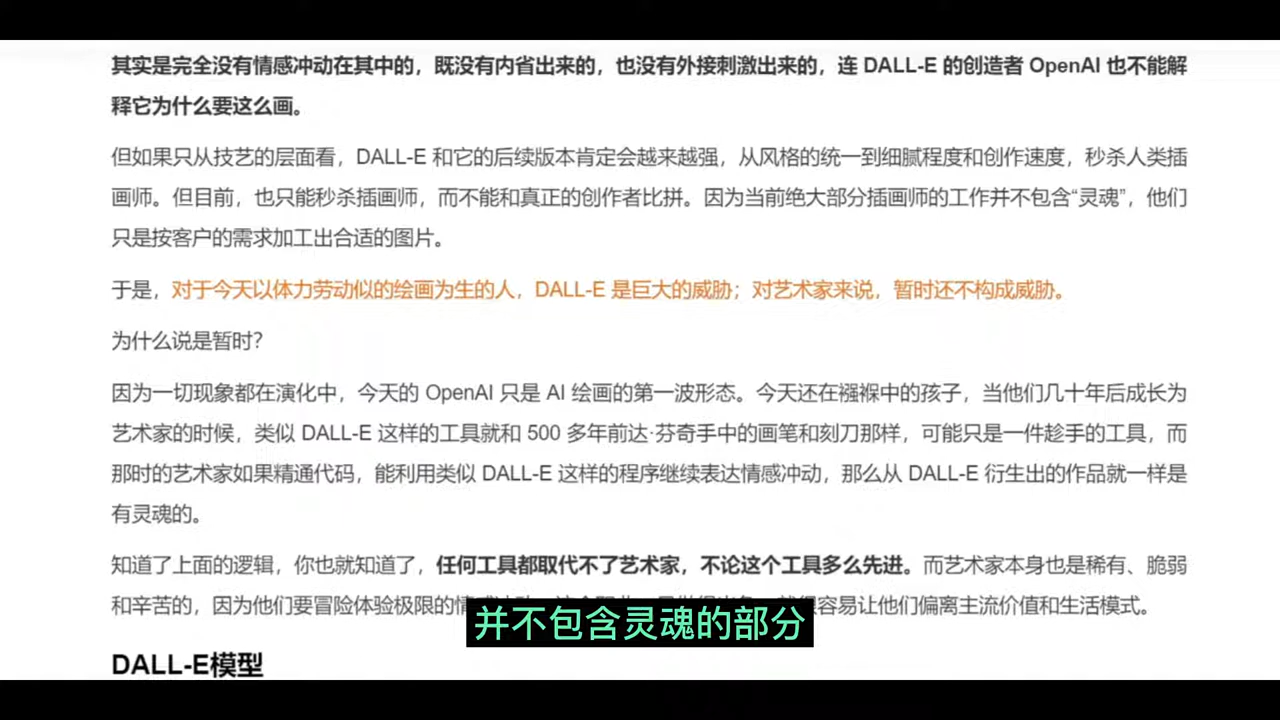 其实是完全没有情感冲动在其中的，既没有内省出来的，也没有外接刺激出来的，连 DALL-E 的创造者 OpenAI 也不能解
释它为什么要这么画。
但如果只从技艺的层面看，DALL-E 和它的后续版本肯定会越来越强，从风格的统一到细腻程度和创作速度，秒杀人类插
画师。但目前，也只能秒杀插画师，而不能和真正的创作者比拼。因为当前绝大部分插画师的工作并不包含“灵魂”，他们
只是按客户的需求加工出合适的图片。
于是，对于今天以体力劳动似的绘画为生的人，DALL-E 是巨大的威胁；对艺术家来说，暂时还不构成威胁。
为什么说是暂时？
因为一切现象都在演化中，今天的 OpenAI 只是 AI 绘画的第一波形态。今天还在襁褓中的孩子，当他们几十年后成长为
艺术家的时候，类似 DALL-E 这样的工具就和 500 多年前达·芬奇手中的画笔和刻刀那样，可能只是一件趁手的工具，而
那时的艺术家如果精通代码，能利用类似 DALL-E 这样的程序继续表达情感冲动，那么从 DALL-E 衍生出的作品就一样是
有灵魂的。
知道了上面的逻辑，你也就知道了，任何工具都取代不了艺术家，不论这个工具多么先进。而艺术家本身也是稀有、脆弱
和辛苦的，因为他们要冒险体验极限的 很容易让他们偏离主流价值和生活模式。
并不包含灵魂的部分
DALL-E模型